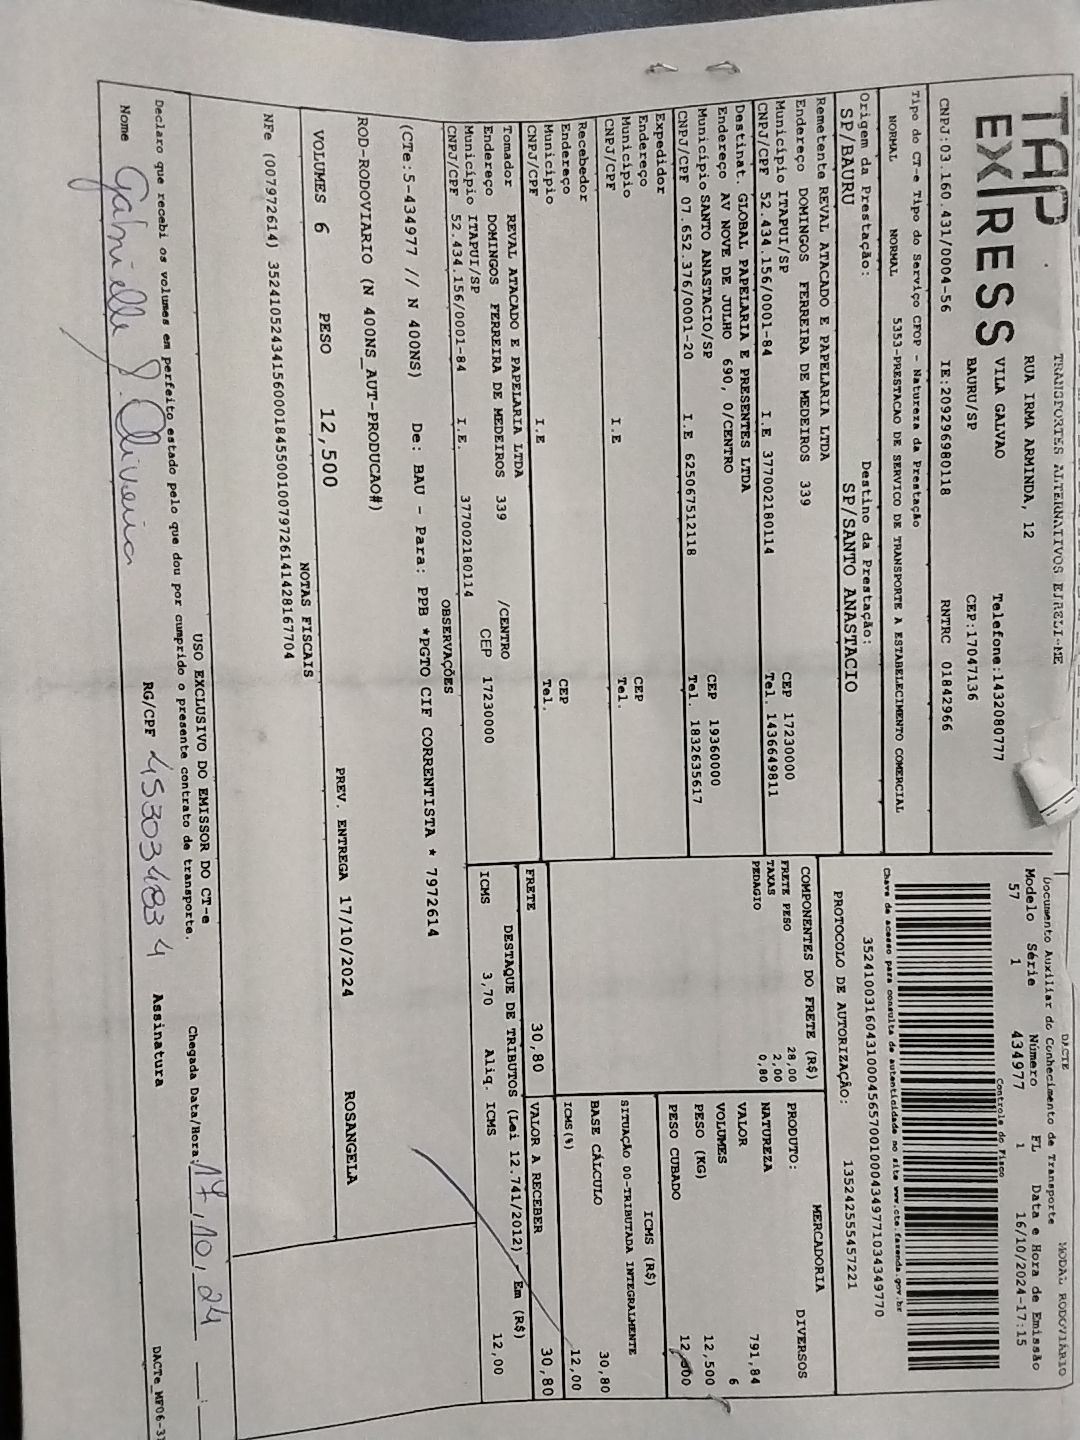 TAP
EXPRESS
TRANSPORTES ALTERNATIVOS EIRELI-ME
RUA IRMA ARMINDA, 12
VILA GALVAO
BAURU/SP
Telefone:1432080777
CEP:17047136
CNPJ:03.160.431/0004-56 IE:209296980118 RNTRC 01842966
DACTE
MODAL RODOVIÁRIO
Documento Auxiliar do Conhecimento de Transporte
Modelo Série Número FL Data e Hora de Emissão
57 1 434977 1 16/10/2024-17:15
Controle do Fisco
Chave de acesso para consulta de autenticidade no site www.cte.fazenda.gov.br
35241003160431000456570010004349771034349770
PROTOCOLO DE AUTORIZAÇÃO: 135242555457221
Tipo do CT-e Tipo do Serviço CFOP - Natureza da Prestação
NORMAL NORMAL 5353-PRESTACAO DE SERVICO DE TRANSPORTE A ESTABELECIMENTO COMERCIAL
Origem da Prestação: Destino da Prestação:
SP/BAURU SP/SANTO ANASTACIO
Remetente REVAL ATACADO E PAPELARIA LTDA
Endereço DOMINGOS FERREIRA DE MEDEIROS 339
Município ITAPUI/SP CEP 17230000
CNPJ/CPF 52.434.156/0001-84 I.E 377002180114 Tel. 1436649811
Destinat. GLOBAL PAPELARIA E PRESENTES LTDA
Endereço AV NOVE DE JULHO 690, 0/CENTRO
Município SANTO ANASTACIO/SP CEP 19360000
CNPJ/CPF 07.652.376/0001-20 I.E 625067512118 Tel. 1832635617
Expedidor
Endereço
Município CEP
CNPJ/CPF I.E Tel.
Recebedor
Endereço
Município CEP
CNPJ/CPF I.E Tel.
Tomador REVAL ATACADO E PAPELARIA LTDA
Endereço DOMINGOS FERREIRA DE MEDEIROS 339 /CENTRO
Município ITAPUI/SP CEP 17230000
CNPJ/CPF 52.434.156/0001-84 I.E. 377002180114
COMPONENTES DO FRETE (R$)
FRETE PESO 28,00
TAXAS 2,00
PEDAGIO 0,80
FRETE 30,80
MERCADORIA
PRODUTO: DIVERSOS
NATUREZA
VALOR 791,84
VOLUMES 6
PESO (KG) 12,500
PESO CUBADO 12,500
ICMS (R$)
SITUAÇÃO 00-TRIBUTADA INTEGRALMENTE
BASE CÁLCULO 30,80
ICMS(%) 12,00
VALOR A RECEBER 30,80
DESTAQUE DE TRIBUTOS (Lei 12.741/2012) - Em (R$)
ICMS 3,70 Aliq. ICMS 12,00
OBSERVAÇÕES
(CTe:.5-434977 // N 400NS) De: BAU - Para: PPB *PGTO CIF CORRENTISTA * 7972614
ROD-RODOVIARIO (N 400NS_AUT-PRODUCAO#)
VOLUMES 6 PESO 12,500 PREV. ENTREGA 17/10/2024 ROSANGELA
NOTAS FISCAIS
NFe (007972614) 35241052434156000184550010079726141428167704
USO EXCLUSIVO DO EMISSOR DO CT-e
Declaro que recebi os volumes em perfeito estado pelo que dou por cumprido o presente contrato de transporte.
Chegada Data/Hora: 17,10,24 __:__
Nome Gabrielle S. Oliveira RG/CPF 453034834 Assinatura